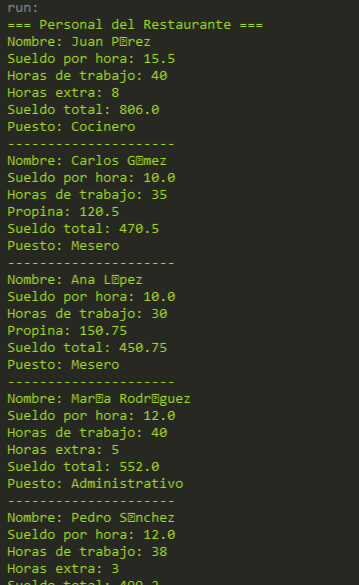 run:
=== Personal del Restaurante ===
Nombre: Juan P�rez
Sueldo por hora: 15.5
Horas de trabajo: 40
Horas extra: 8
Sueldo total: 806.0
Puesto: Cocinero
---------------------
Nombre: Carlos G�mez
Sueldo por hora: 10.0
Horas de trabajo: 35
Propina: 120.5
Sueldo total: 470.5
Puesto: Mesero
---------------------
Nombre: Ana L�pez
Sueldo por hora: 10.0
Horas de trabajo: 30
Propina: 150.75
Sueldo total: 450.75
Puesto: Mesero
---------------------
Nombre: Mar�a Rodr�guez
Sueldo por hora: 12.0
Horas de trabajo: 40
Horas extra: 5
Sueldo total: 552.0
Puesto: Administrativo
---------------------
Nombre: Pedro S�nchez
Sueldo por hora: 12.0
Horas de trabajo: 38
Horas extra: 3
Sueldo total: 499.2